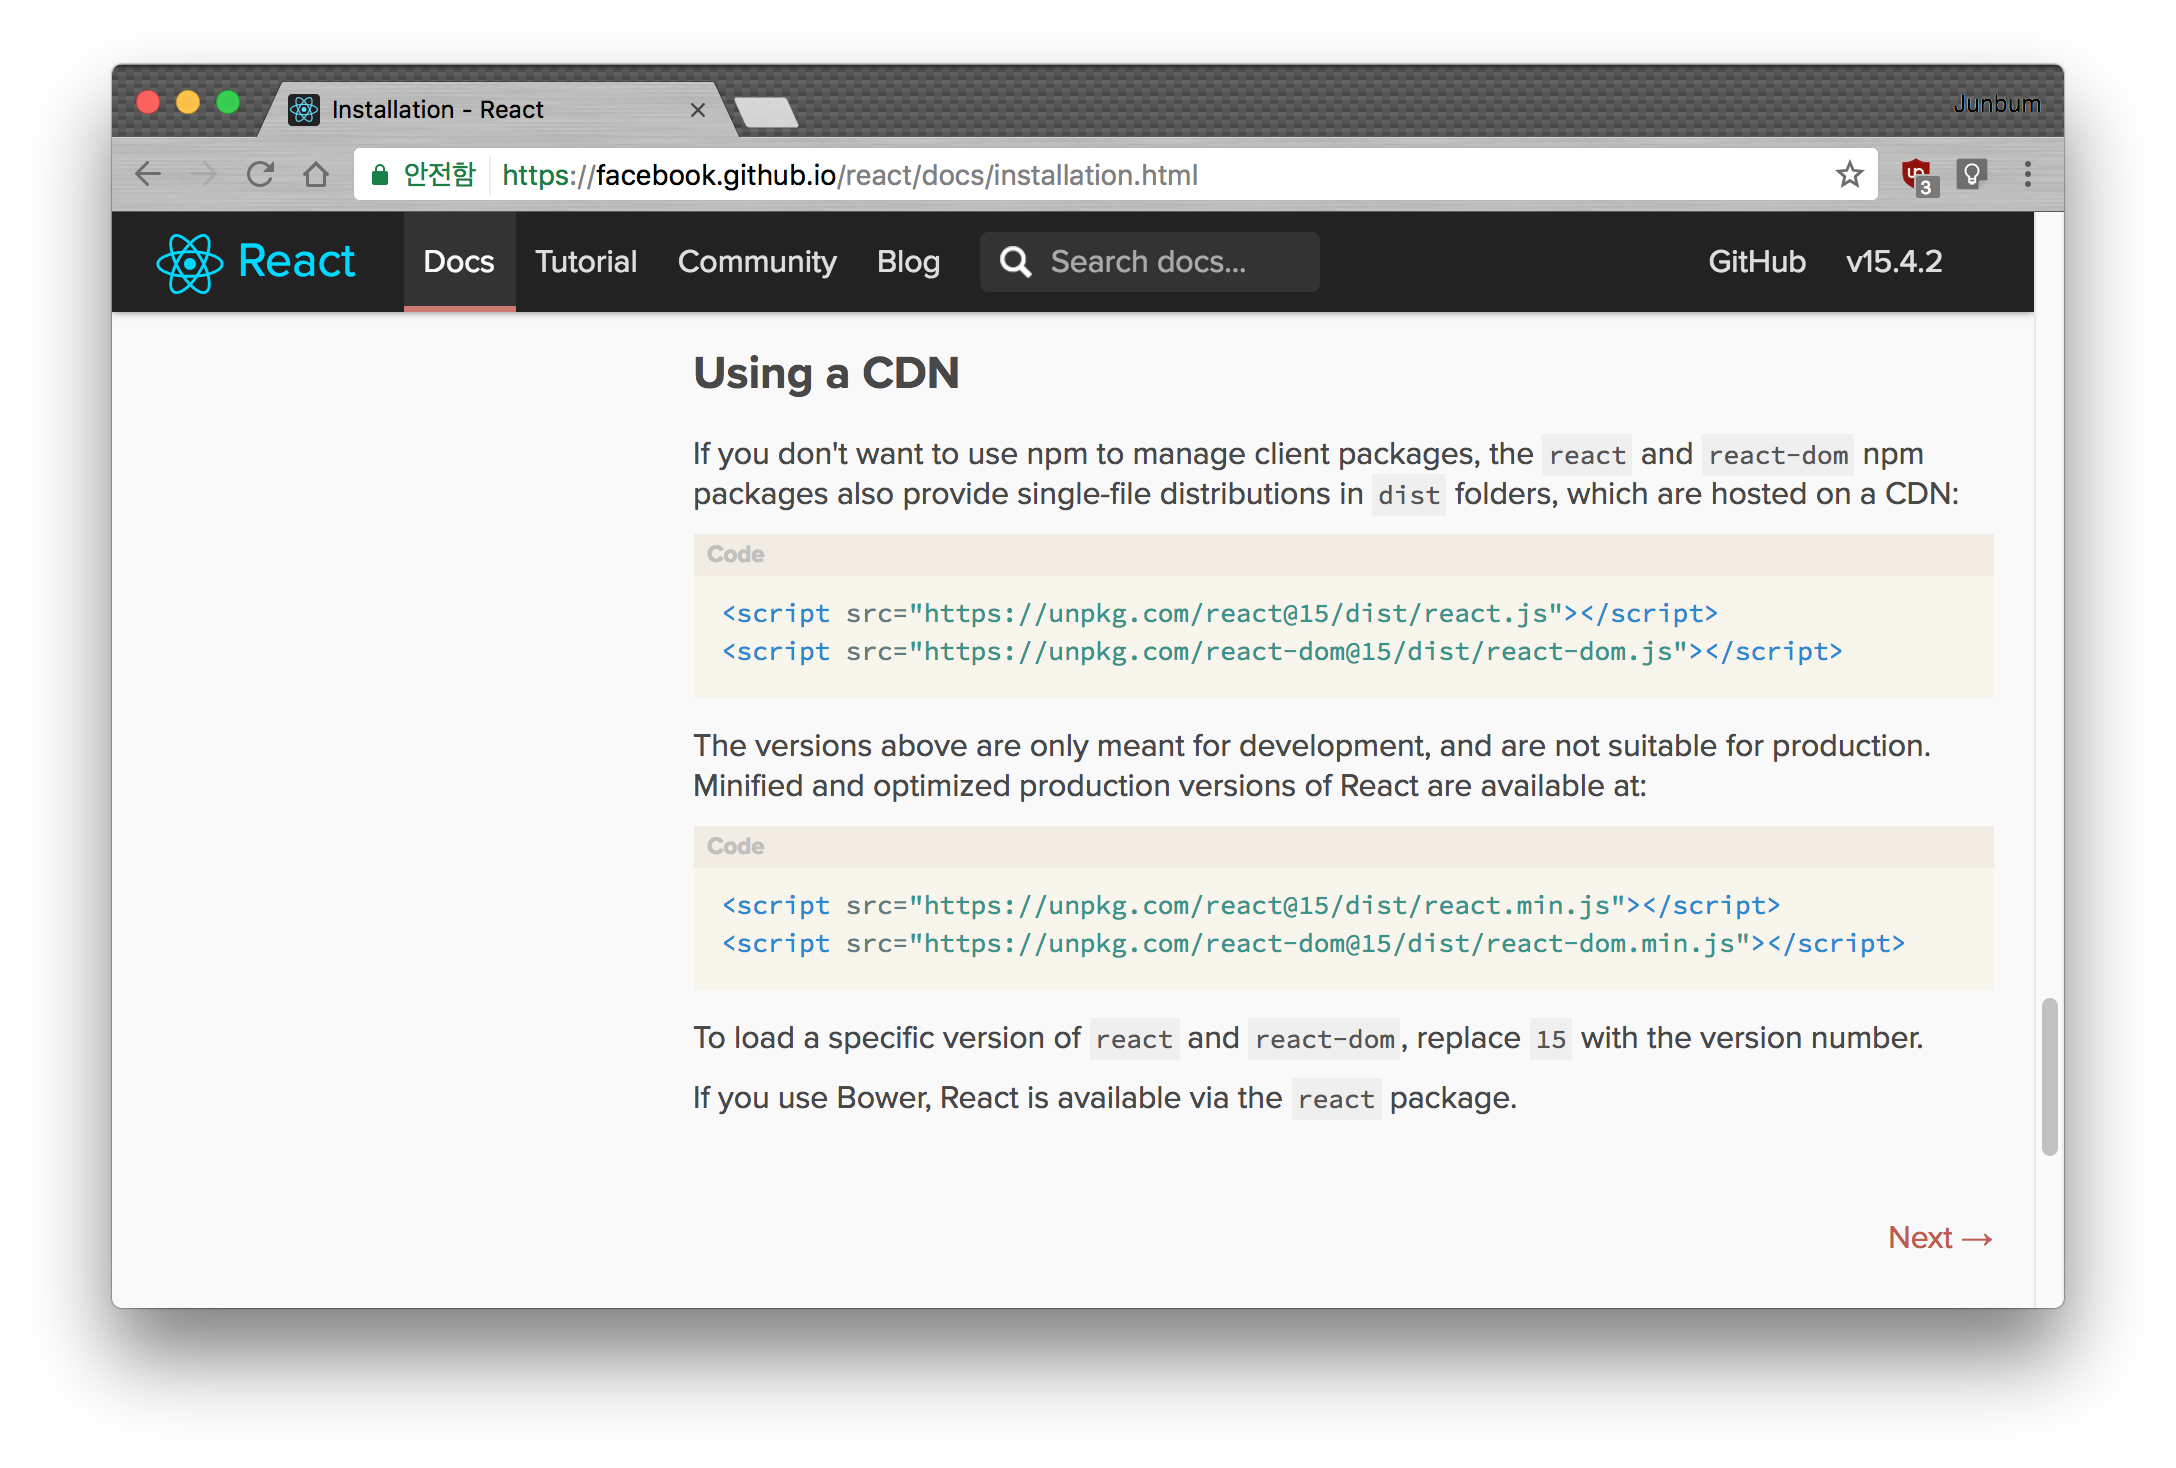 Installation - React
Junbum
안전함 https://facebook.github.io/react/docs/installation.html
3
React Docs Tutorial Community Blog Search docs... GitHub v15.4.2
Using a CDN
If you don't want to use npm to manage client packages, the react and react-dom npm
packages also provide single-file distributions in dist folders, which are hosted on a CDN:
Code
<script src="https://unpkg.com/react@15/dist/react.js"></script>
<script src="https://unpkg.com/react-dom@15/dist/react-dom.js"></script>
The versions above are only meant for development, and are not suitable for production.
Minified and optimized production versions of React are available at:
Code
<script src="https://unpkg.com/react@15/dist/react.min.js"></script>
<script src="https://unpkg.com/react-dom@15/dist/react-dom.min.js"></script>
To load a specific version of react and react-dom, replace 15 with the version number.
If you use Bower, React is available via the react package.
Next →